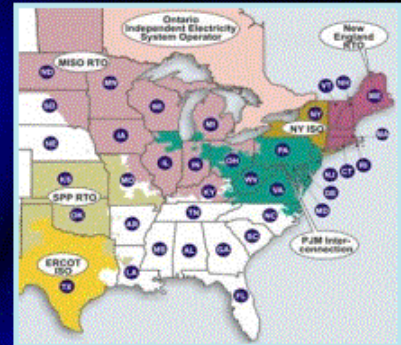 Ontario
Independent Electricity
System Operator
New
England
RTO
MISO RTO
ND
MN
VT
NH
ME
SD
WI
MI
NY
NY ISO
MA
NE
IA
PA
RI
CT
IL
IN
OH
NJ
DE
KS
MO
WV
VA
MD
KY
SPP RTO
OK
AR
TN
NC
PJM Inter-
connection
SC
ERCOT
ISO
MS
AL
GA
TX
LA
FL